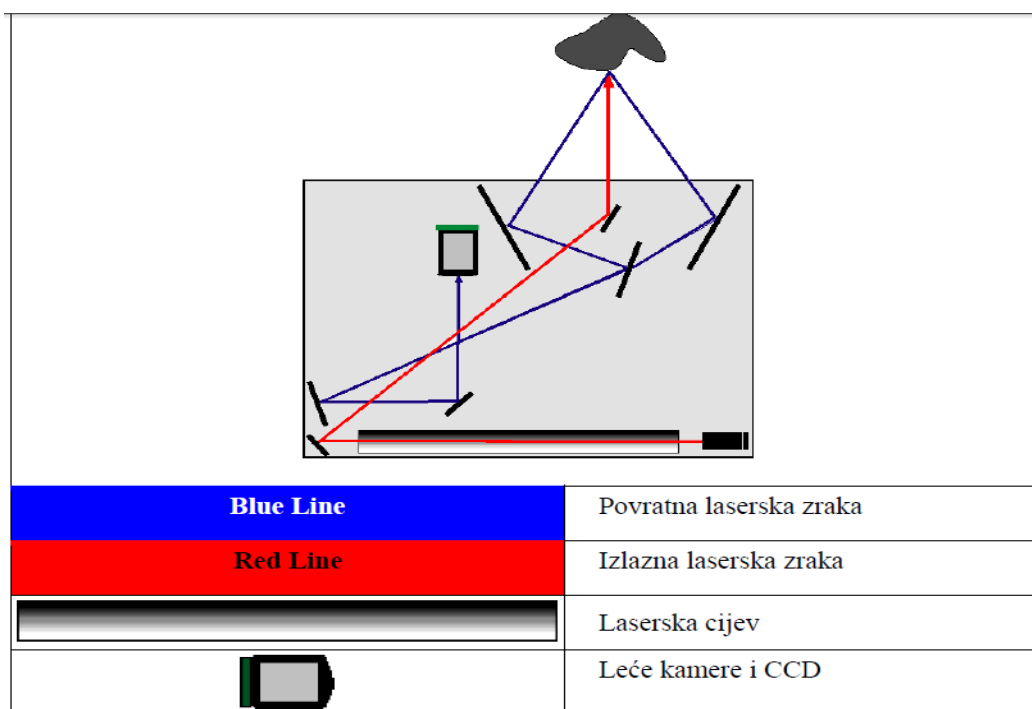 Blue Line
Povratna laserska zraka
Red Line
Izlazna laserska zraka
Laserska cijev
Leće kamere i CCD